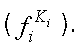 ( f_i^{K_i} ).